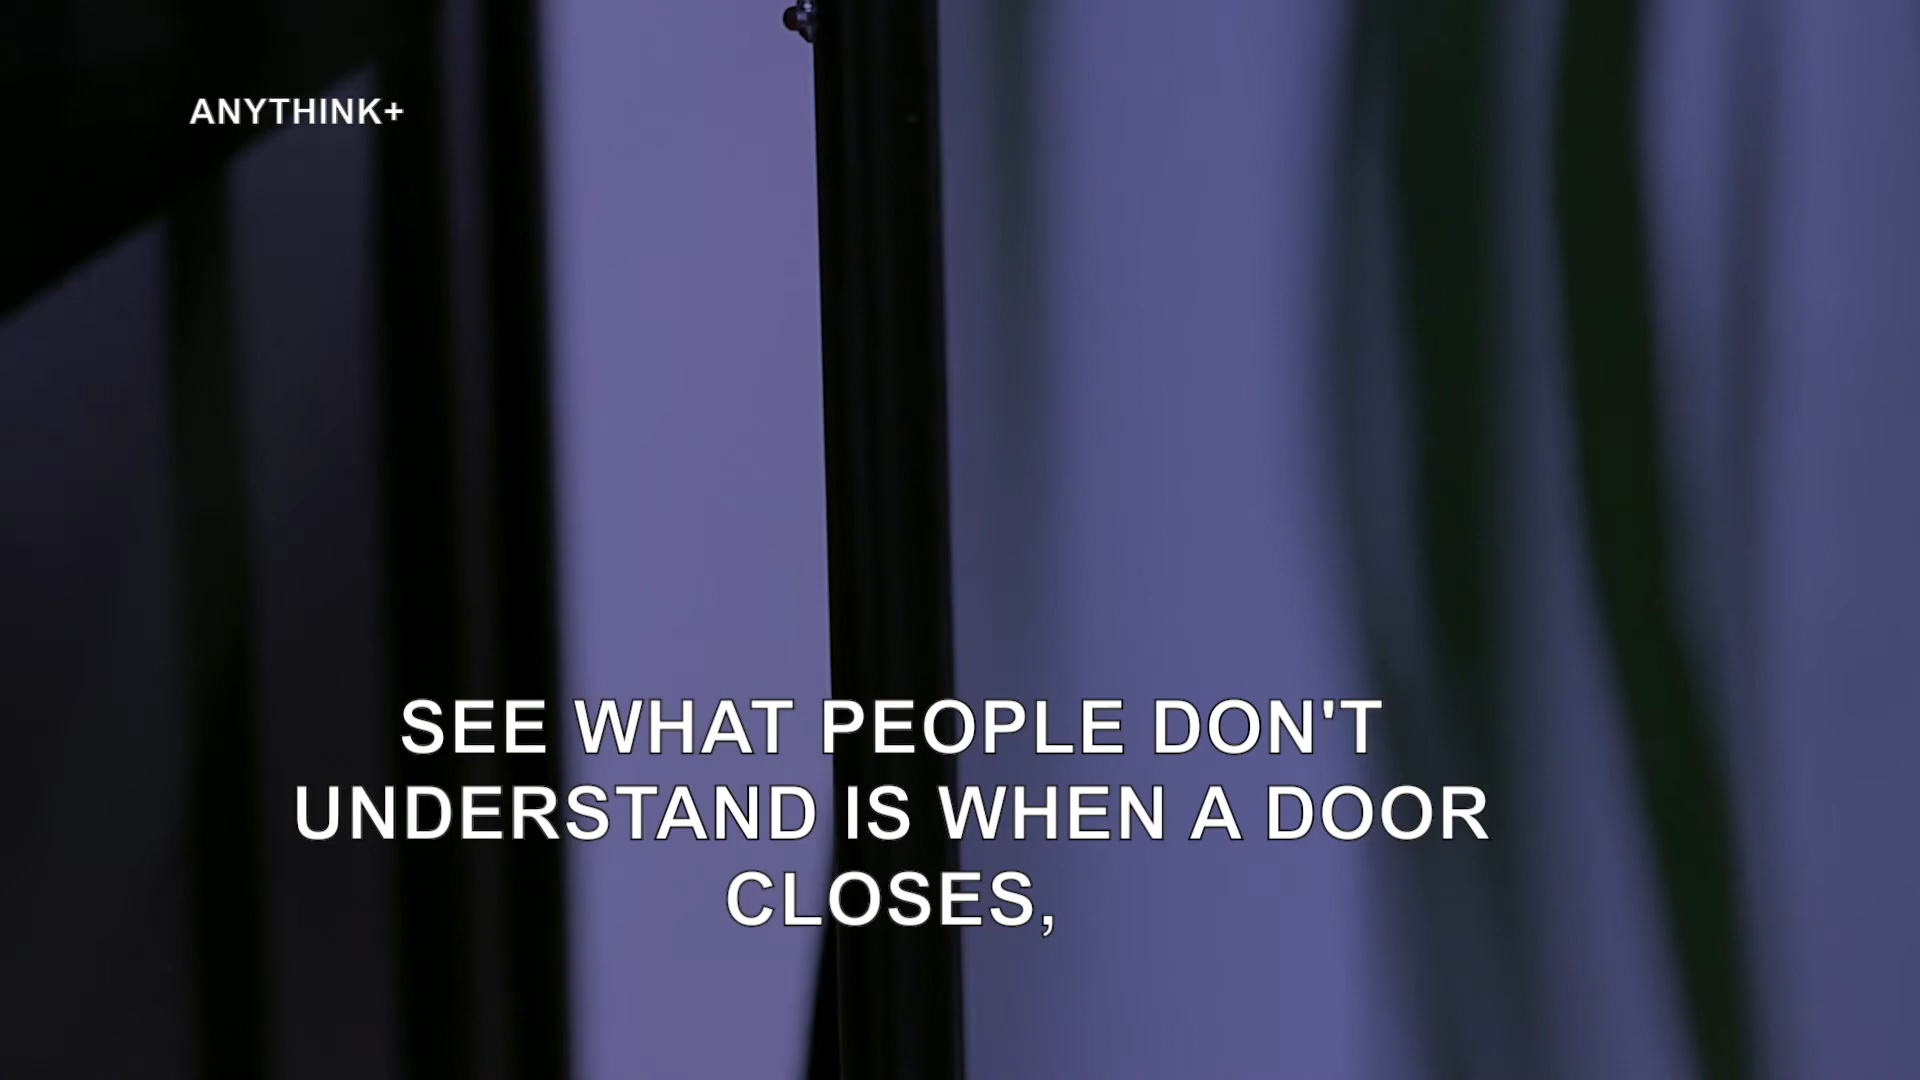 ANYTHINK+
SEE WHAT PEOPLE DON'T
UNDERSTAND IS WHEN A DOOR
CLOSES,